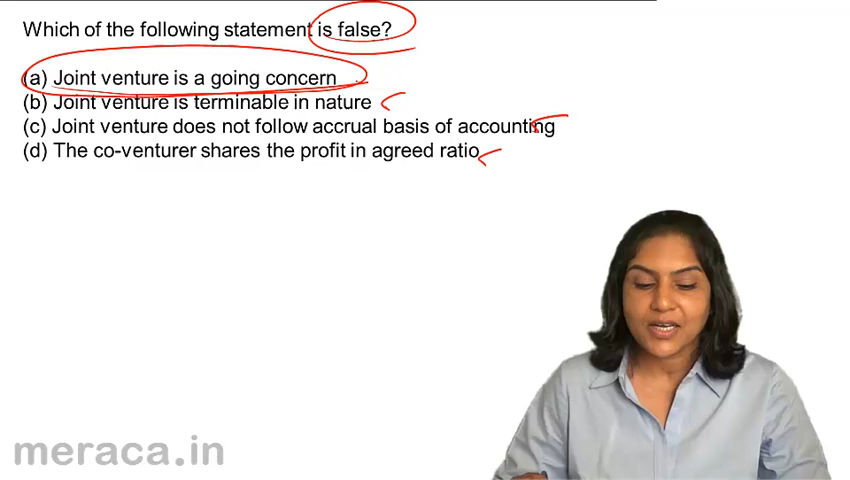 Which of the following statement is false?
(a) Joint venture is a going concern
(b) Joint venture is terminable in nature
(c) Joint venture does not follow accrual basis of accounting
(d) The co-venturer shares the profit in agreed ratio
meraca.in